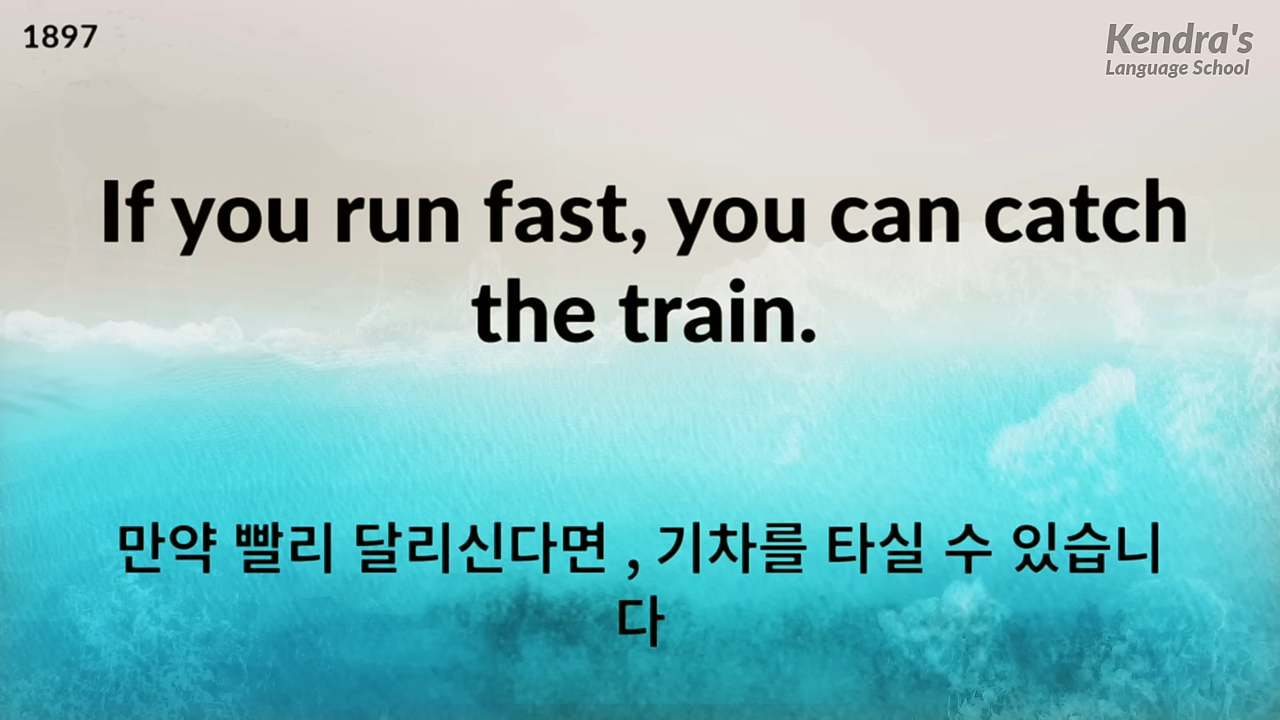 1897
Kendra's
Language School
If you run fast, you can catch
the train.
만약 빨리 달리신다면 , 기차를 타실 수 있습니
다